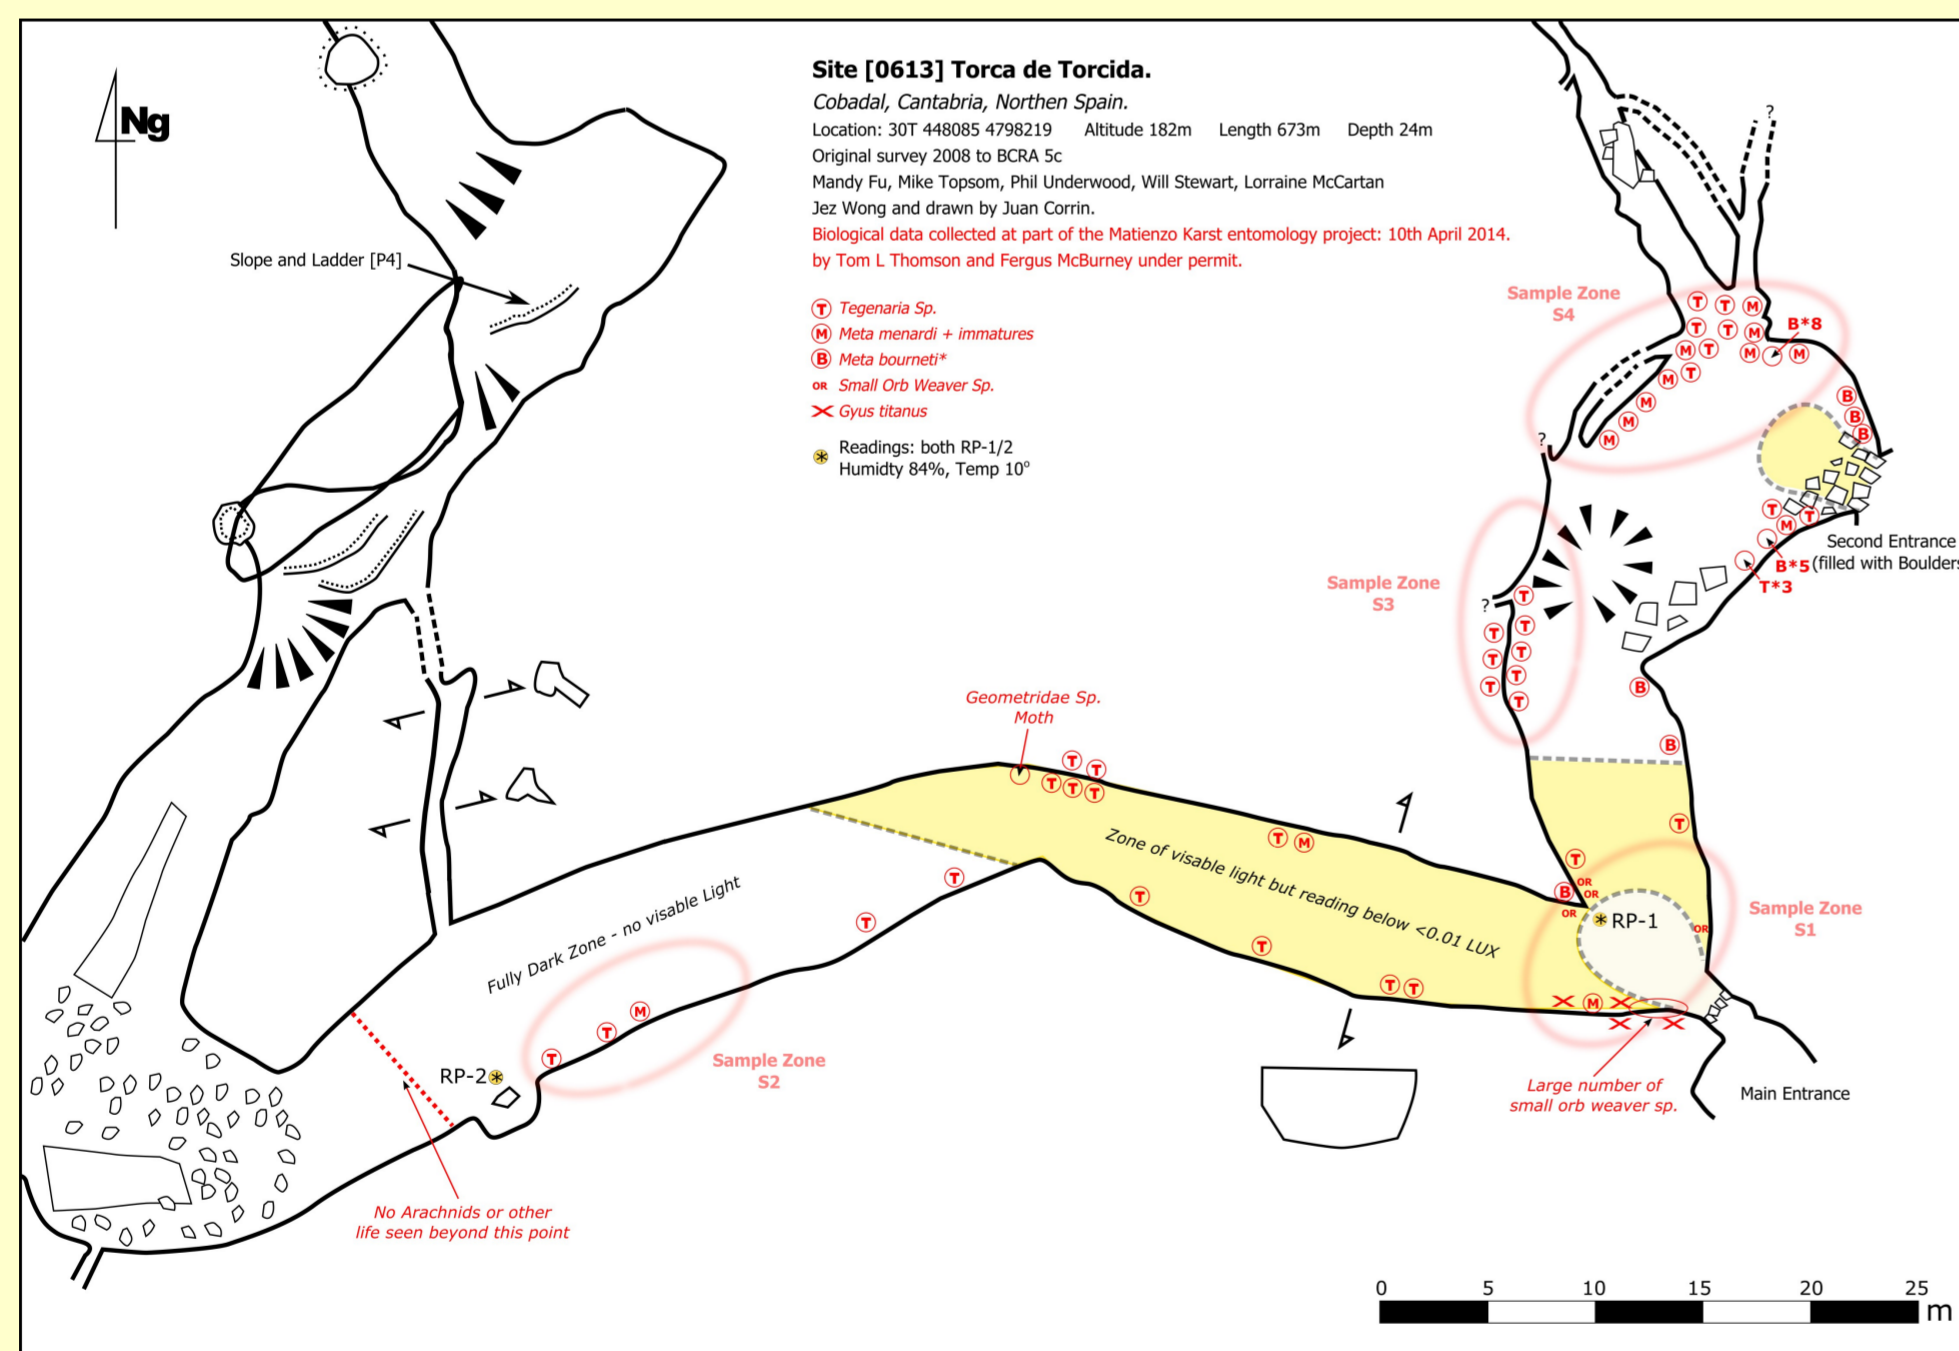 Ng
Site [0613] Torca de Torcida.
Cobadal, Cantabria, Northen Spain.
Location: 30T 448085 4798219 Altitude 182m Length 673m Depth 24m
Original survey 2008 to BCRA 5c
Mandy Fu, Mike Topsom, Phil Underwood, Will Stewart, Lorraine McCartan
Jez Wong and drawn by Juan Corrin.
Biological data collected at part of the Matienzo Karst entomology project: 10th April 2014.
by Tom L Thomson and Fergus McBurney under permit.
T Tegenaria Sp.
M Meta menardi + immatures
B Meta bourneti*
OR Small Orb Weaver Sp.
Gyus titanus
* Readings: both RP-1/2
Humidty 84%, Temp 10°
Slope and Ladder [P4]
?
Sample Zone
S4
T T M
T T M
B*8
M T M M
M T
M
M
M
B
B
B
?
T T
M
Second Entrance
B*5 (filled with Boulders
T*3
Sample Zone
S3
?
T
T T
T T
T T
T
B
B
Geometridae Sp.
Moth
T T
T T T
T M
Zone of visable light but reading below <0.01 LUX
T
T
T
T T
T
T
B OR
OR
OR
* RP-1
OR
Sample Zone
S1
M
Large number of
small orb weaver sp.
Main Entrance
Fully Dark Zone - no visable Light
T
T
M
T
T
Sample Zone
S2
RP-2 *
No Arachnids or other
life seen beyond this point
0 5 10 15 20 25
m